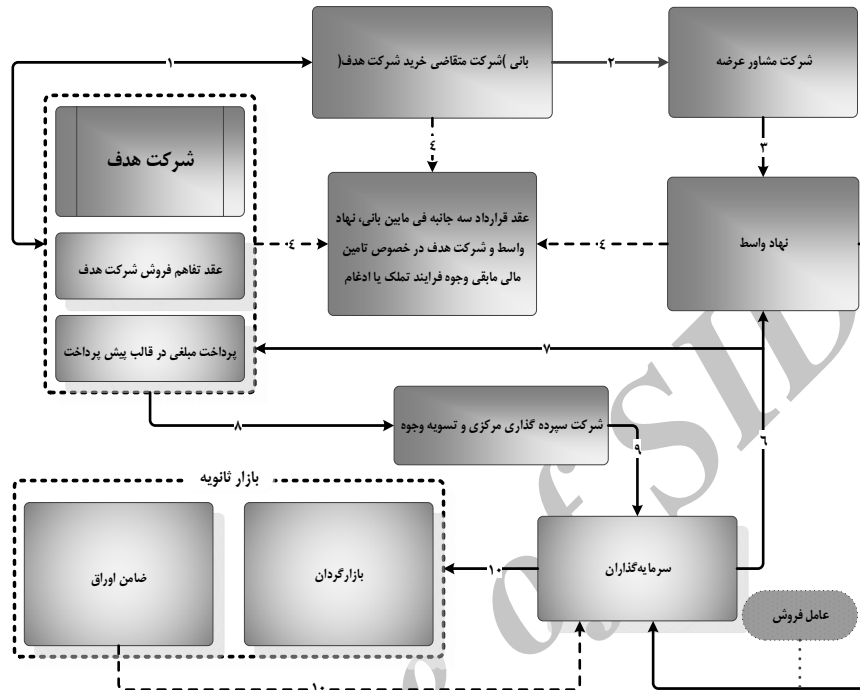 بانی )شرکت متقاضی خرید شرکت هدف(
شرکت مشاور عرضه
۱
۲
۳
٤
شرکت هدف
عقد تفاهم فروش شرکت هدف
پرداخت مبلغی در قالب پیش پرداخت
عقد قرارداد سه جانبه فی مابین بانی، نهاد
واسط و شرکت هدف در خصوص تامین
مالی مابقی وجوه فرایند تملک یا ادغام
نهاد واسط
٤
٤
۷
۸
شرکت سپرده گذاری مرکزی و تسویه وجوه
۹
٦
بازار ثانویه
ضامن اوراق
بازارگردان
۱۰
سرمایه‌گذاران
عامل فروش
۱۰
of SID